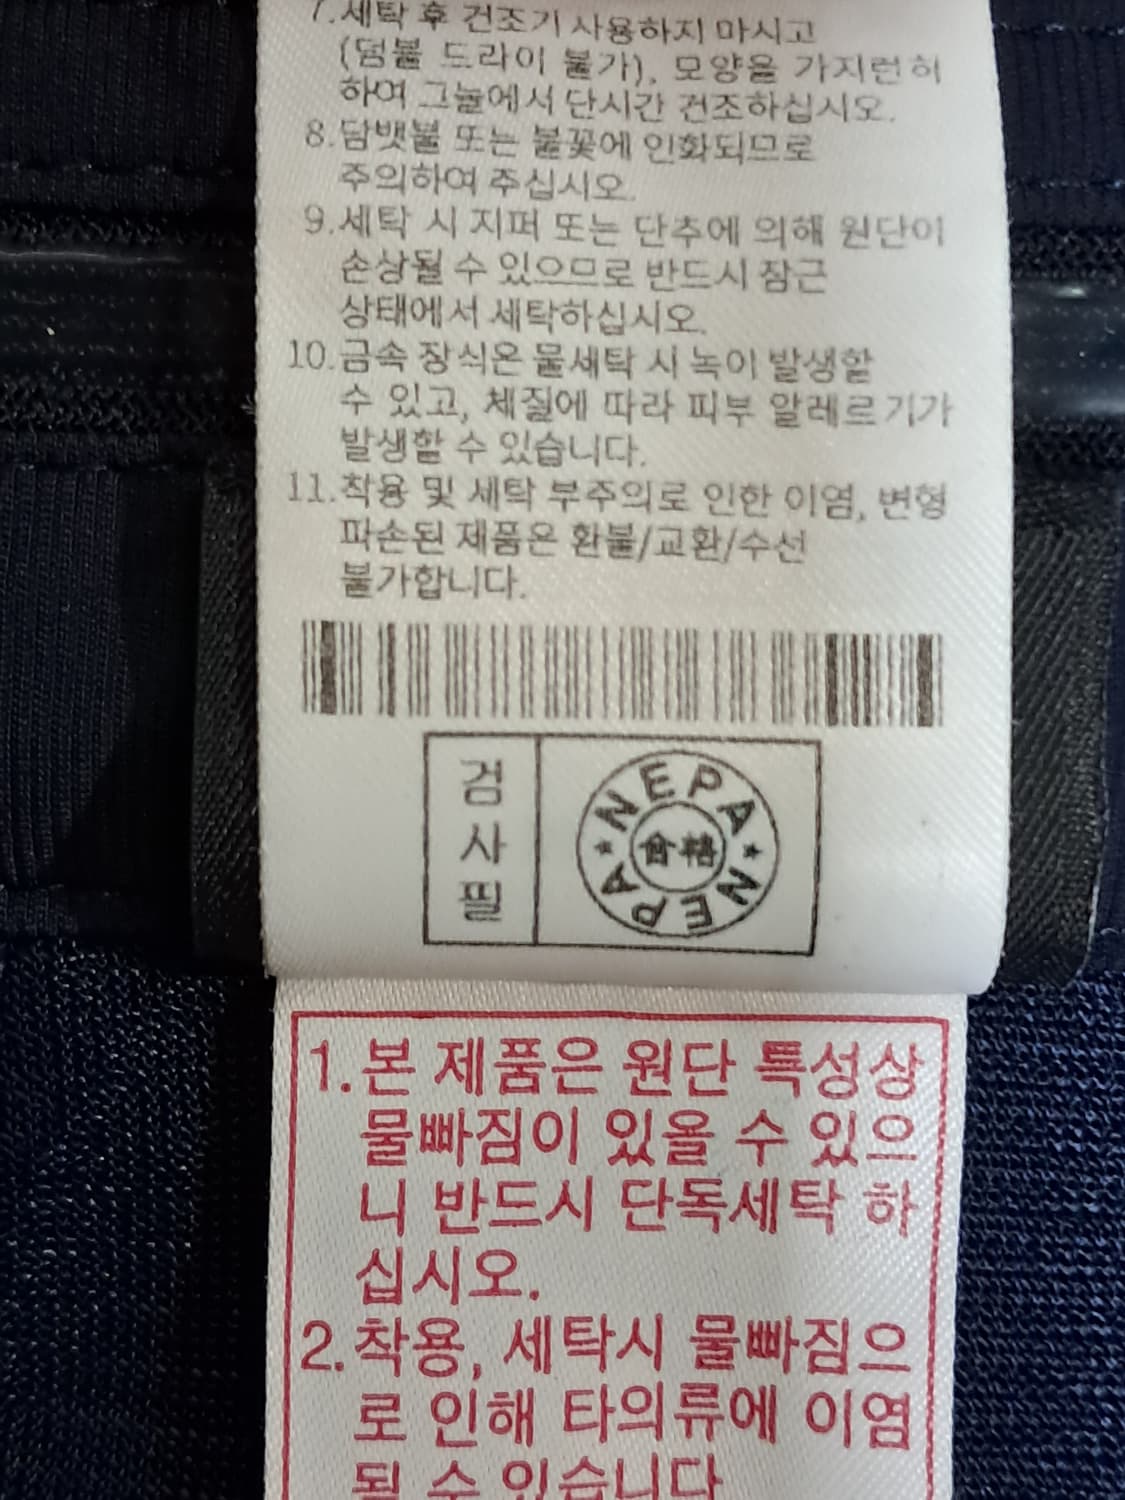 7.세탁 후 건조기 사용하지 마시고
(덤블 드라이 불가), 모양을 가지런히
하여 그늘에서 단시간 건조하십시오.
8.담뱃불 또는 불꽃에 인화되므로
주의하여 주십시오.
9.세탁 시 지퍼 또는 단추에 의해 원단이
손상될 수 있으므로 반드시 잠근
상태에서 세탁하십시오.
10.금속 장식은 물세탁 시 녹이 발생할
수 있고, 체질에 따라 피부 알레르기가
발생할 수 있습니다.
11.착용 및 세탁 부주의로 인한 이염, 변형
파손된 제품은 환불/교환/수선
불가합니다.
검사필
NEPA
合格
NEPA
1.본 제품은 원단 특성상
물빠짐이 있을 수 있으
니 반드시 단독세탁 하
십시오.
2.착용, 세탁시 물빠짐으
로 인해 타의류에 이염
될 수 있습니다